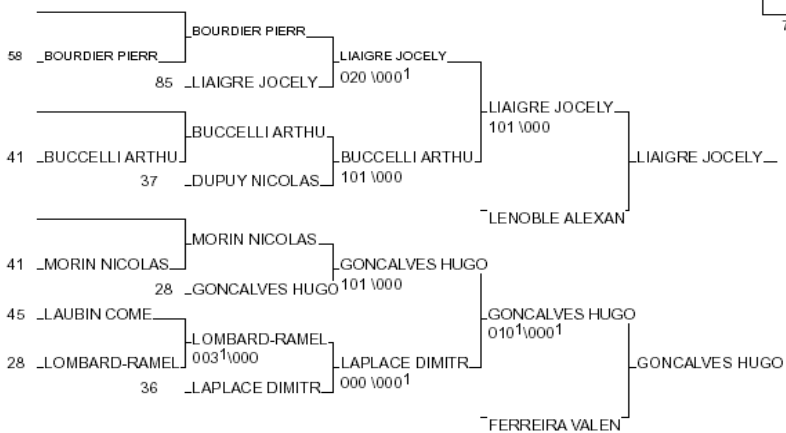 7
BOURDIER PIERR
58 BOURDIER PIERR LIAIGRE JOCELY
85 LIAIGRE JOCELY 020 \000¹
LIAIGRE JOCELY
101 \000
BUCCELLI ARTHU
41 BUCCELLI ARTHU BUCCELLI ARTHU LIAIGRE JOCELY
37 DUPUY NICOLAS 101 \000
LENOBLE ALEXAN
MORIN NICOLAS
41 MORIN NICOLAS GONCALVES HUGO
28 GONCALVES HUGO 101 \000
45 LAUBIN COME GONCALVES HUGO
010¹\000¹
LOMBARD-RAMEL
003¹\000
28 LOMBARD-RAMEL LAPLACE DIMITR GONCALVES HUGO
36 LAPLACE DIMITR 000 \000¹
FERREIRA VALEN